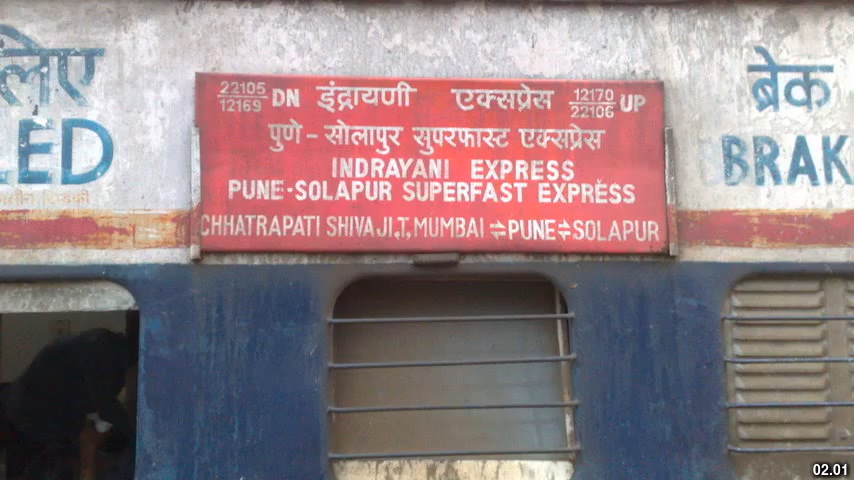 लिए
LED
22105 / 12169 DN इंद्रायणी एक्सप्रेस 12170 / 22106 UP
पुणे - सोलापुर सुपरफास्ट एक्सप्रेस
INDRAYANI EXPRESS
PUNE-SOLAPUR SUPERFAST EXPRESS
CHHATRAPATI SHIVAJI.T, MUMBAI ⇌ PUNE ⇌ SOLAPUR
ब्रेक
BRAK
02.01